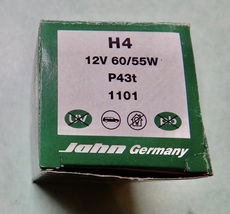 H4
12V 60/55W
P43t
1101
UV
pb
John Germany